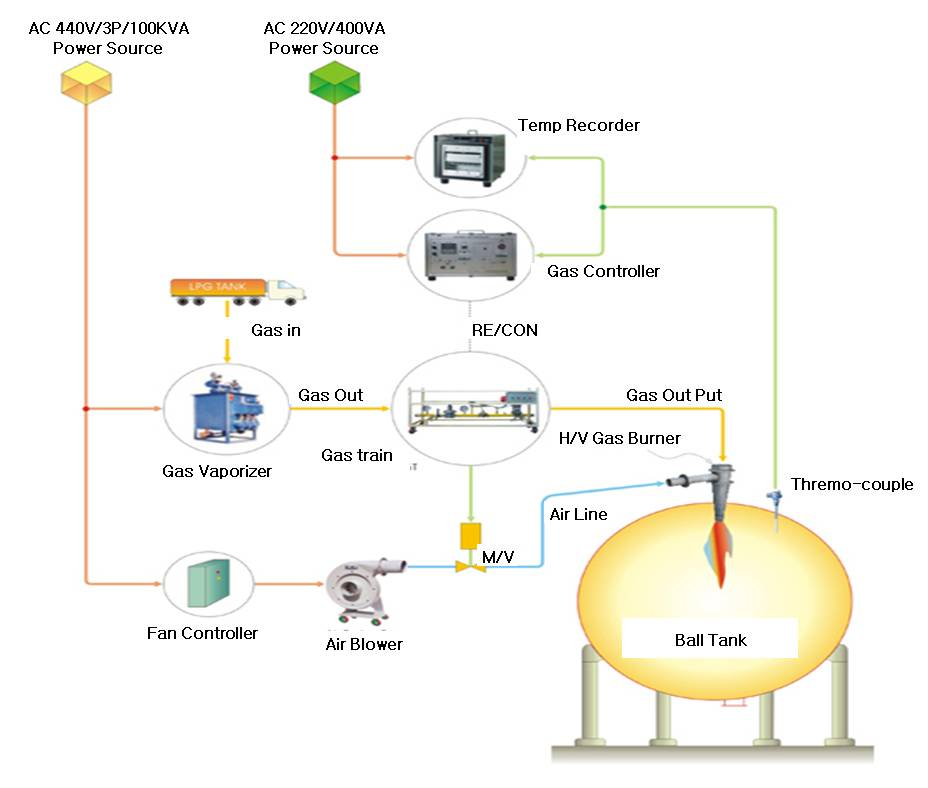 AC 440V/3P/100KVA
Power Source
AC 220V/400VA
Power Source
Temp Recorder
Gas Controller
LPG TANK
Gas in
RE/CON
Gas Out
Gas Out Put
H/V Gas Burner
Gas train
Gas Vaporizer
Thremo-couple
Air Line
M/V
Fan Controller
Air Blower
Ball Tank